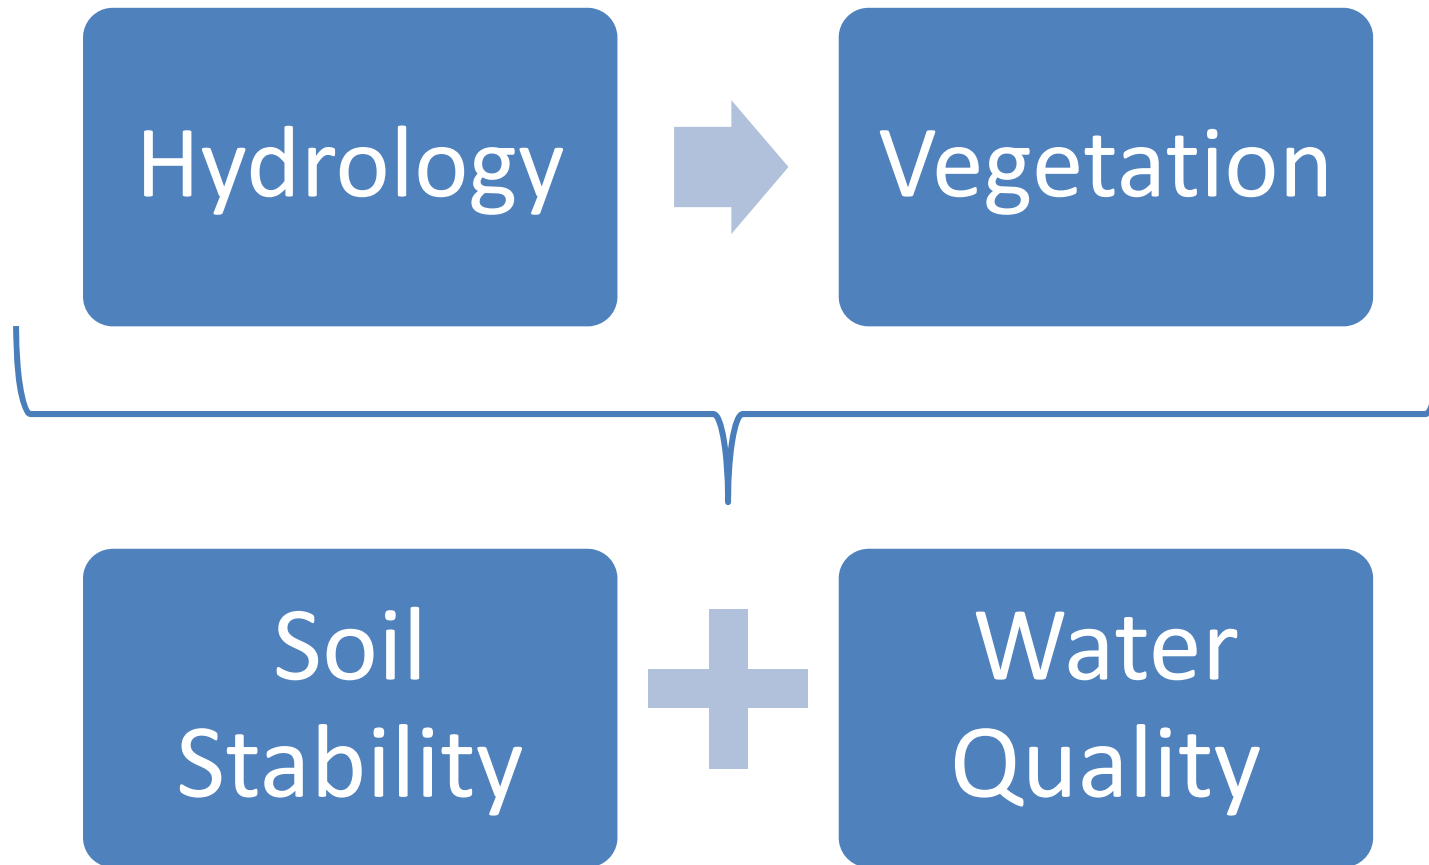 Hydrology
Vegetation
Soil
Stability
Water
Quality